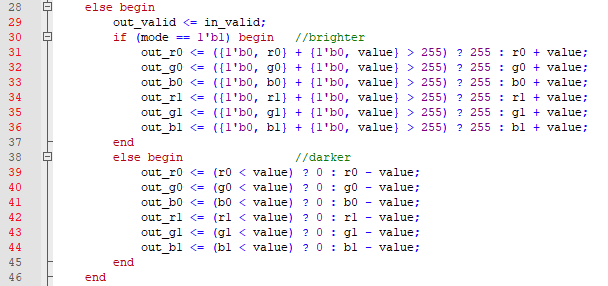 28 else begin
29 out_valid <= in_valid;
30 if (mode == 1'b1) begin //brighter
31 out_r0 <= ({1'b0, r0} + {1'b0, value} > 255) ? 255 : r0 + value;
32 out_g0 <= ({1'b0, g0} + {1'b0, value} > 255) ? 255 : g0 + value;
33 out_b0 <= ({1'b0, b0} + {1'b0, value} > 255) ? 255 : b0 + value;
34 out_r1 <= ({1'b0, r1} + {1'b0, value} > 255) ? 255 : r1 + value;
35 out_g1 <= ({1'b0, g1} + {1'b0, value} > 255) ? 255 : g1 + value;
36 out_b1 <= ({1'b0, b1} + {1'b0, value} > 255) ? 255 : b1 + value;
37 end
38 else begin //darker
39 out_r0 <= (r0 < value) ? 0 : r0 - value;
40 out_g0 <= (g0 < value) ? 0 : g0 - value;
41 out_b0 <= (b0 < value) ? 0 : b0 - value;
42 out_r1 <= (r1 < value) ? 0 : r1 - value;
43 out_g1 <= (g1 < value) ? 0 : g1 - value;
44 out_b1 <= (b1 < value) ? 0 : b1 - value;
45 end
46 end